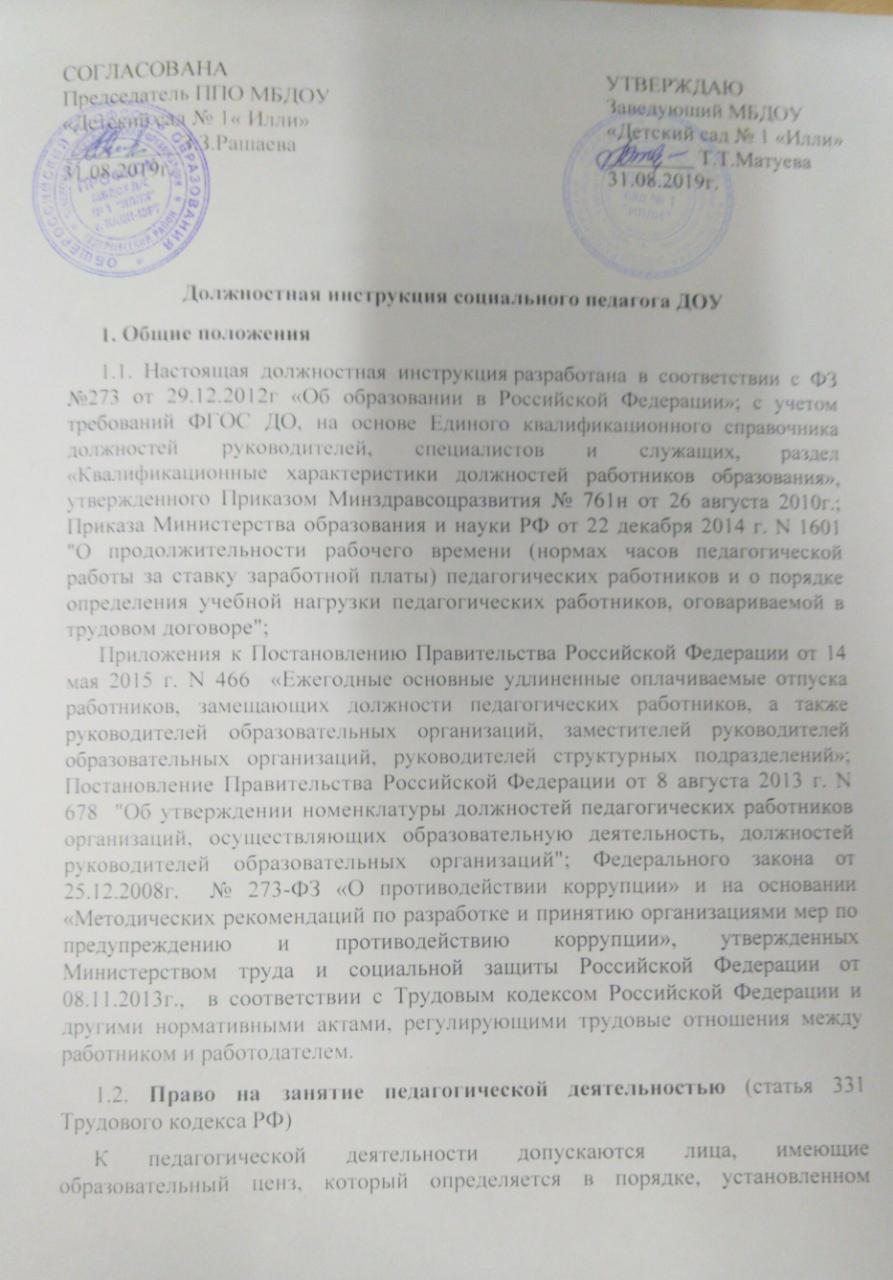 СОГЛАСОВАНА
Председатель ППО МБДОУ
«Детский сад № 1« Илли»
З.Рашаева
31.08.2019г.
УТВЕРЖДАЮ
Заведующий МБДОУ
«Детский сад № 1 «Илли»
Т.Т.Матуева
31.08.2019г.
Должностная инструкция социального педагога ДОУ
1. Общие положения
1.1. Настоящая должностная инструкция разработана в соответствии с ФЗ
№273 от 29.12.2012г «Об образовании в Российской Федерации»; с учетом
требований ФГОС ДО, на основе Единого квалификационного справочника
должностей руководителей, специалистов и служащих, раздел
«Квалификационные характеристики должностей работников образования»,
утвержденного Приказом Минздравсоцразвития № 761н от 26 августа 2010г.;
Приказа Министерства образования и науки РФ от 22 декабря 2014 г. N 1601
"О продолжительности рабочего времени (нормах часов педагогической
работы за ставку заработной платы) педагогических работников и о порядке
определения учебной нагрузки педагогических работников, оговариваемой в
трудовом договоре";
Приложения к Постановлению Правительства Российской Федерации от 14
мая 2015 г. N 466 «Ежегодные основные удлиненные оплачиваемые отпуска
работников, замещающих должности педагогических работников, а также
руководителей образовательных организаций, заместителей руководителей
образовательных организаций, руководителей структурных подразделений»;
Постановление Правительства Российской Федерации от 8 августа 2013 г. N
678 "Об утверждении номенклатуры должностей педагогических работников
организаций, осуществляющих образовательную деятельность, должностей
руководителей образовательных организаций"; Федерального закона от
25.12.2008г. № 273-ФЗ «О противодействии коррупции» и на основании
«Методических рекомендаций по разработке и принятию организациями мер по
предупреждению и противодействию коррупции», утвержденных
Министерством труда и социальной защиты Российской Федерации от
08.11.2013г., в соответствии с Трудовым кодексом Российской Федерации и
другими нормативными актами, регулирующими трудовые отношения между
работником и работодателем.
1.2. Право на занятие педагогической деятельностью (статья 331
Трудового кодекса РФ)
К педагогической деятельности допускаются лица, имеющие
образовательный ценз, который определяется в порядке, установленном